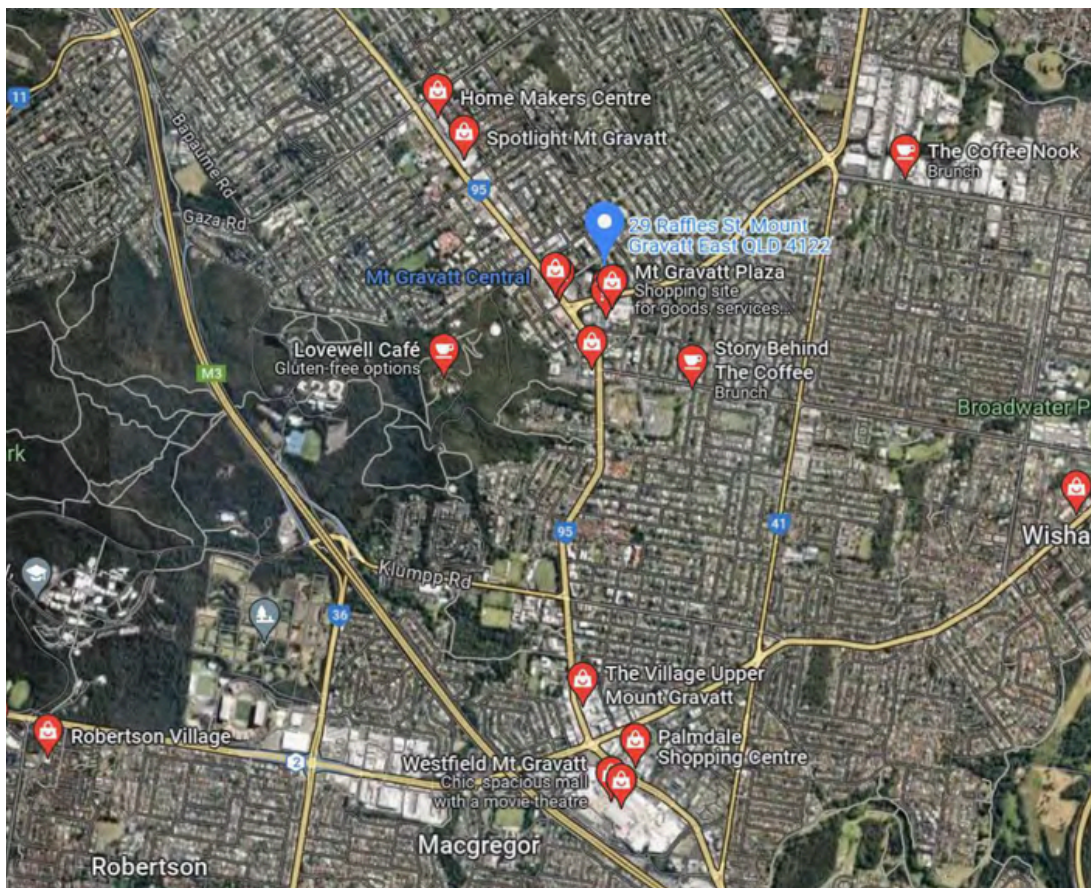 11
Bapaume Rd
Home Makers Centre
Spotlight Mt Gravatt
The Coffee Nook
Brunch
95
Gaza Rd
29 Raffles St, Mount
Gravatt East QLD 4122
Mt Gravatt Central
Mt Gravatt Plaza
Shopping site
for goods, services...
Lovewell Café
Gluten-free options
Story Behind
The Coffee
Brunch
M3
Broadwater P
rk
95
41
Wisha
Klumpp Rd
36
The Village Upper
Mount Gravatt
Robertson Village
Palmdale
Shopping Centre
2
Westfield Mt Gravatt
Chic, spacious mall
with a movie theatre
Macgregor
Robertson